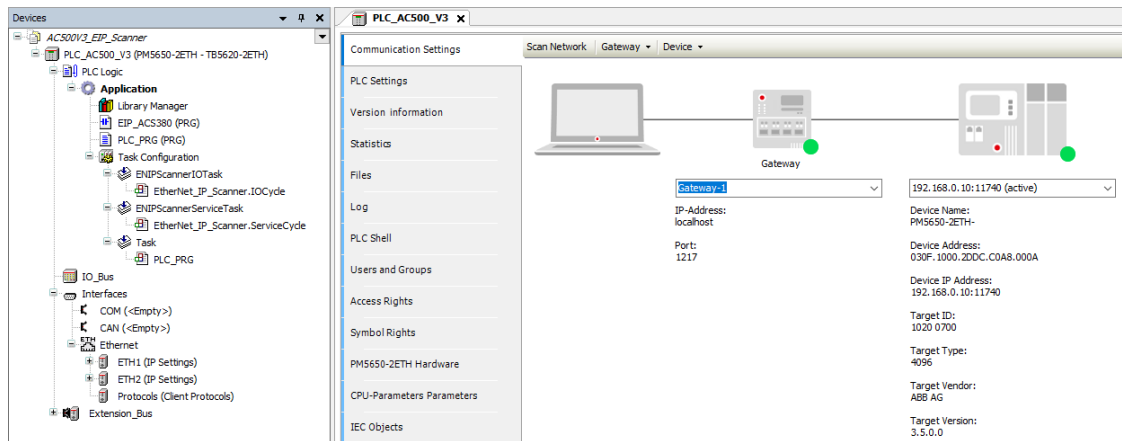 Devices
AC500V3_EIP_Scanner
PLC_AC500_V3 (PM5650-2ETH - TB5620-2ETH)
PLC Logic
Application
Library Manager
EIP_ACS380 (PRG)
PLC_PRG (PRG)
Task Configuration
ENIPScannerIOTask
EtherNet_IP_Scanner.IOCycle
ENIPScannerServiceTask
EtherNet_IP_Scanner.ServiceCycle
Task
PLC_PRG
IO_Bus
Interfaces
COM (<Empty>)
CAN (<Empty>)
Ethernet
ETH1 (IP Settings)
ETH2 (IP Settings)
Protocols (Client Protocols)
Extension_Bus
PLC_AC500_V3
Communication Settings
PLC Settings
Version information
Statistics
Files
Log
PLC Shell
Users and Groups
Access Rights
Symbol Rights
PM5650-2ETH Hardware
CPU-Parameters Parameters
IEC Objects
Scan Network Gateway Device
Gateway
Gateway-1
IP-Address:
localhost
Port:
1217
192.168.0.10:11740 (active)
Device Name:
PM5650-2ETH-
Device Address:
030F.1000.2DDC.C0A8.000A
Device IP Address:
192.168.0.10:11740
Target ID:
1020 0700
Target Type:
4096
Target Vendor:
ABB AG
Target Version:
3.5.0.0